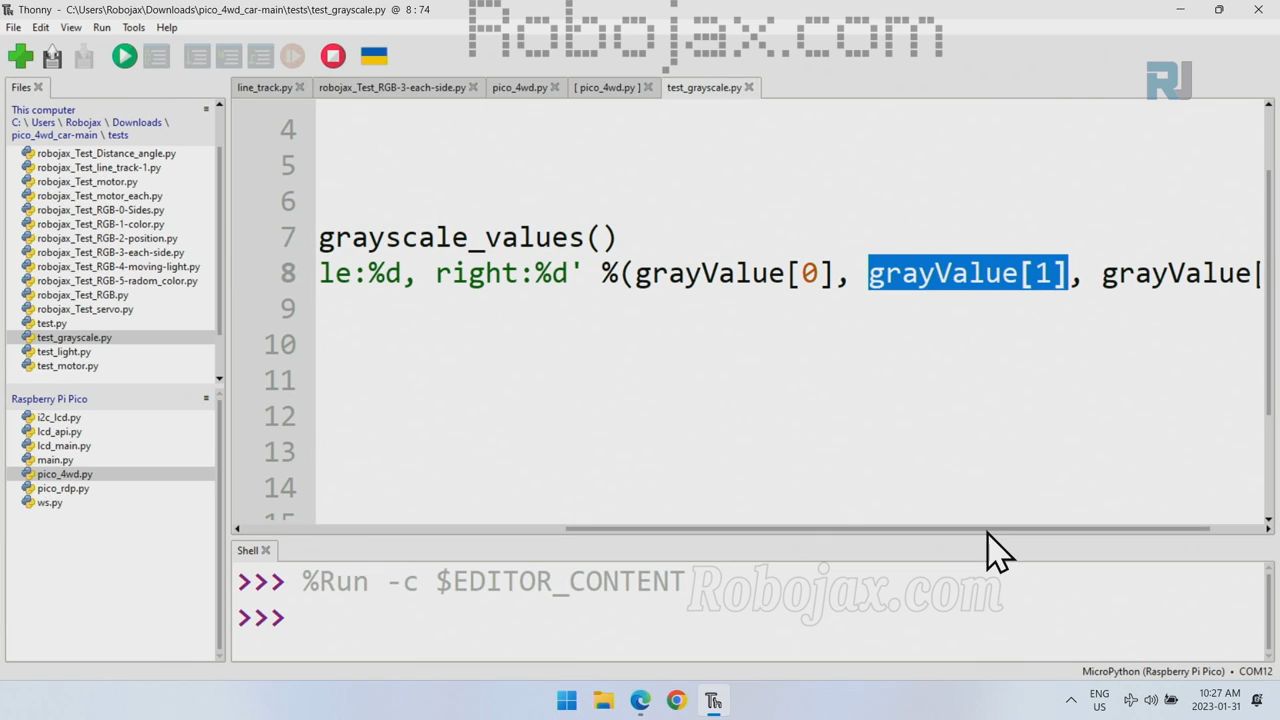 Thonny - C:\Users\Robojax\Downloads\pico_4wd_car-main\tests\test_grayscale.py @ 8 : 74
Robojax.com
File Edit View Run Tools Help
RJ
Files
line_track.py
robojax_Test_RGB-3-each-side.py
pico_4wd.py
[ pico_4wd.py ]
test_grayscale.py
This computer
C: \ Users \ Robojax \ Downloads \
pico_4wd_car-main \ tests
robojax_Test_Distance_angle.py
robojax_Test_line_track-1.py
robojax_Test_motor.py
robojax_Test_motor_each.py
robojax_Test_RGB-0-Sides.py
robojax_Test_RGB-1-color.py
robojax_Test_RGB-2-position.py
robojax_Test_RGB-3-each-side.py
robojax_Test_RGB-4-moving-light.py
robojax_Test_RGB-5-radom_color.py
robojax_Test_RGB.py
robojax_Test_servo.py
test.py
test_grayscale.py
test_light.py
test_motor.py
Raspberry Pi Pico
i2c_lcd.py
lcd_api.py
lcd_main.py
main.py
pico_4wd.py
pico_rdp.py
ws.py
4
5
6
7 grayscale_values()
8 le:%d, right:%d' %(grayValue[0], grayValue[1], grayValue[
9
10
11
12
13
14
15
Shell
>>> %Run -c $EDITOR_CONTENT
>>>
Robojax.com
MicroPython (Raspberry Pi Pico) • COM12
ENG
US
10:27 AM
2023-01-31